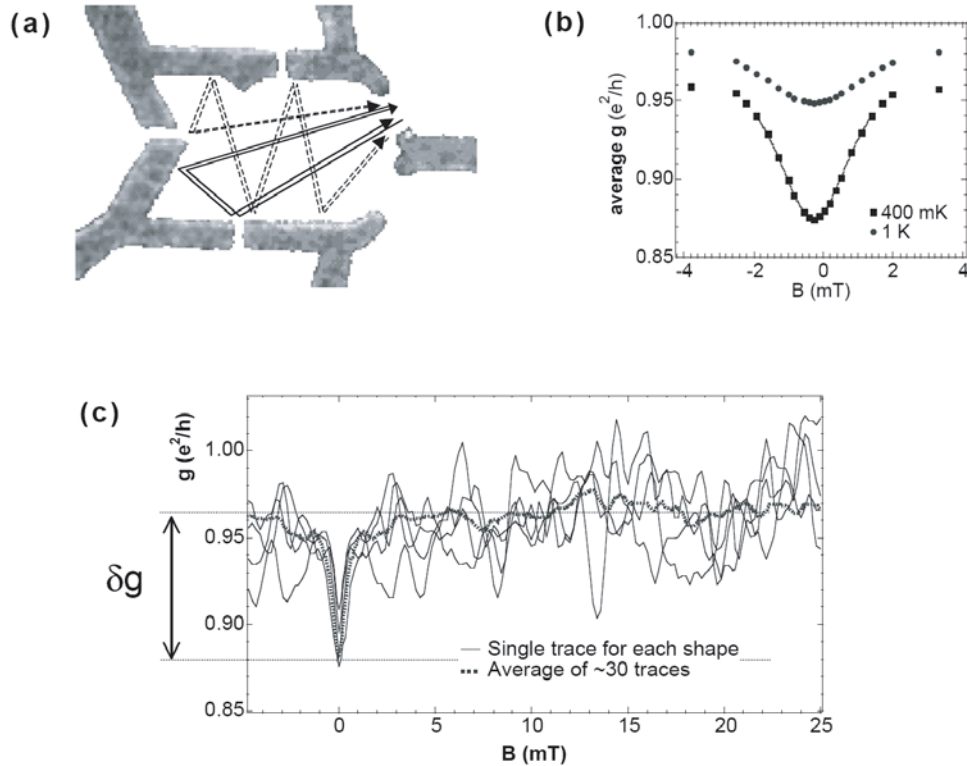 (a)
(b)
average g (e²/h)
1.00
0.95
0.90
0.85
-4
-2
0
2
4
B (mT)
400 mK
1 K
(c)
g (e²/h)
1.00
0.95
0.90
0.85
δg
Single trace for each shape
Average of ~30 traces
0
5
10
15
20
25
B (mT)